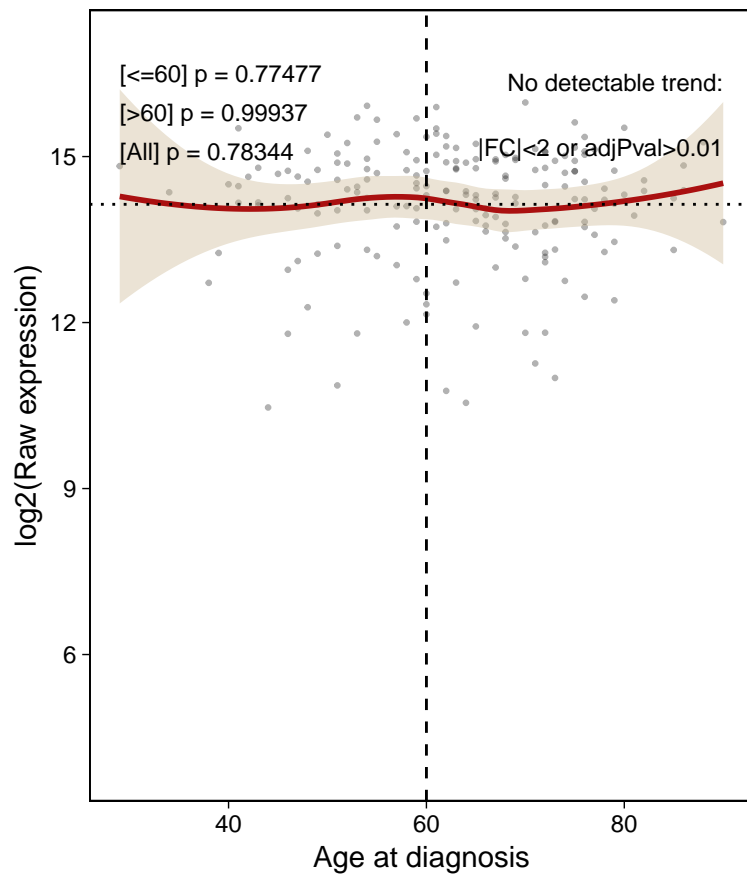 [<=60] p = 0.77477
[>60] p = 0.99937
[All] p = 0.78344
No detectable trend:
|FC|<2 or adjPval>0.01
log2(Raw expression)
15
12
9
6
40
60
80
Age at diagnosis